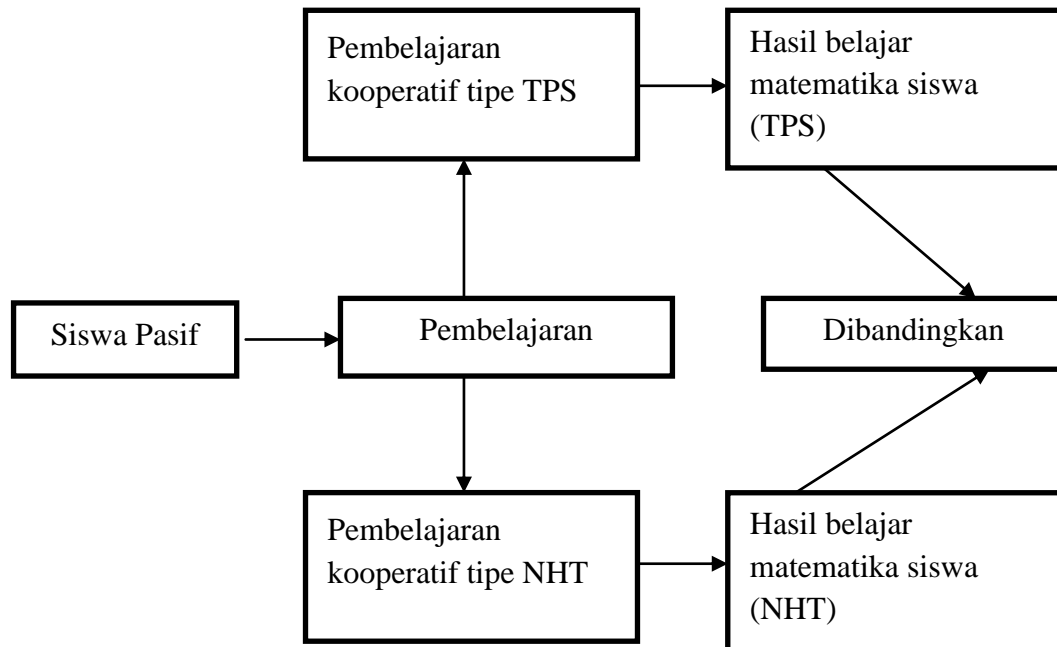 Pembelajaran
kooperatif tipe TPS
Hasil belajar
matematika siswa
(TPS)
Siswa Pasif
Pembelajaran
Dibandingkan
Pembelajaran
kooperatif tipe NHT
Hasil belajar
matematika siswa
(NHT)